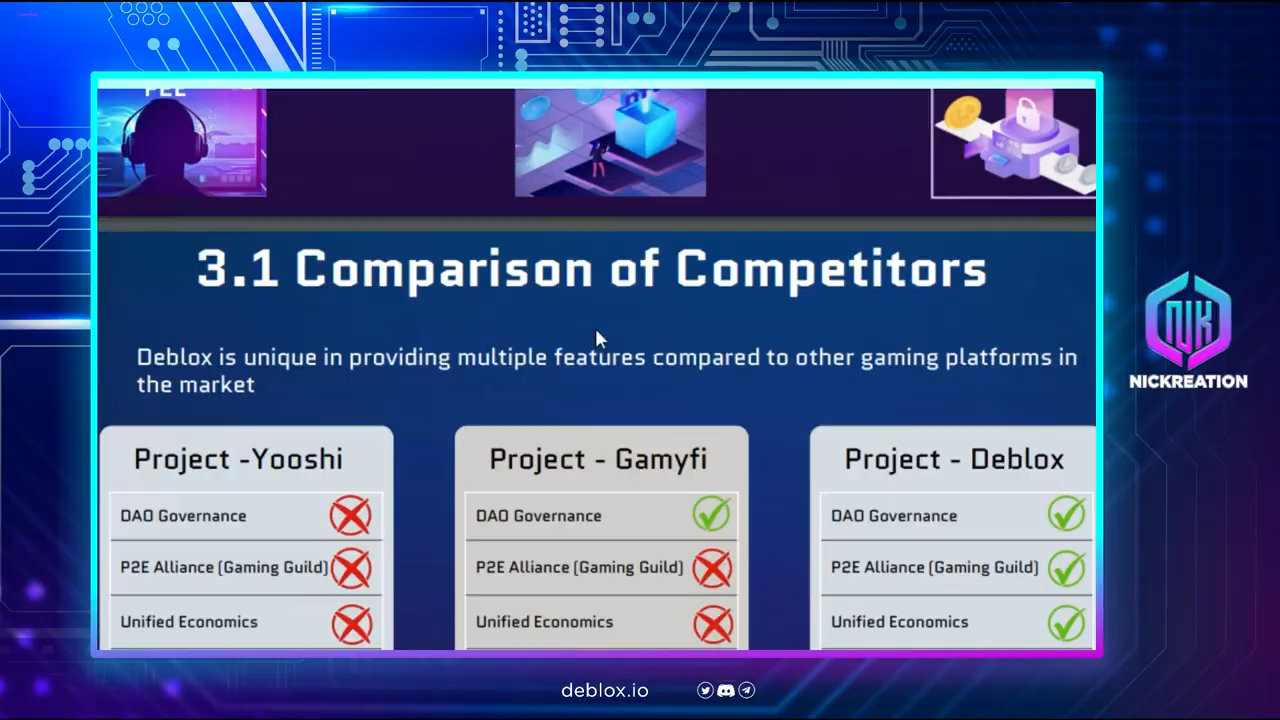 3.1 Comparison of Competitors
Deblox is unique in providing multiple features compared to other gaming platforms in
the market
Project -Yooshi
DAO Governance
P2E Alliance (Gaming Guild)
Unified Economics
Project - Gamyfi
DAO Governance
P2E Alliance (Gaming Guild)
Unified Economics
Project - Deblox
DAO Governance
P2E Alliance (Gaming Guild)
Unified Economics
NICKREATION
deblox.io